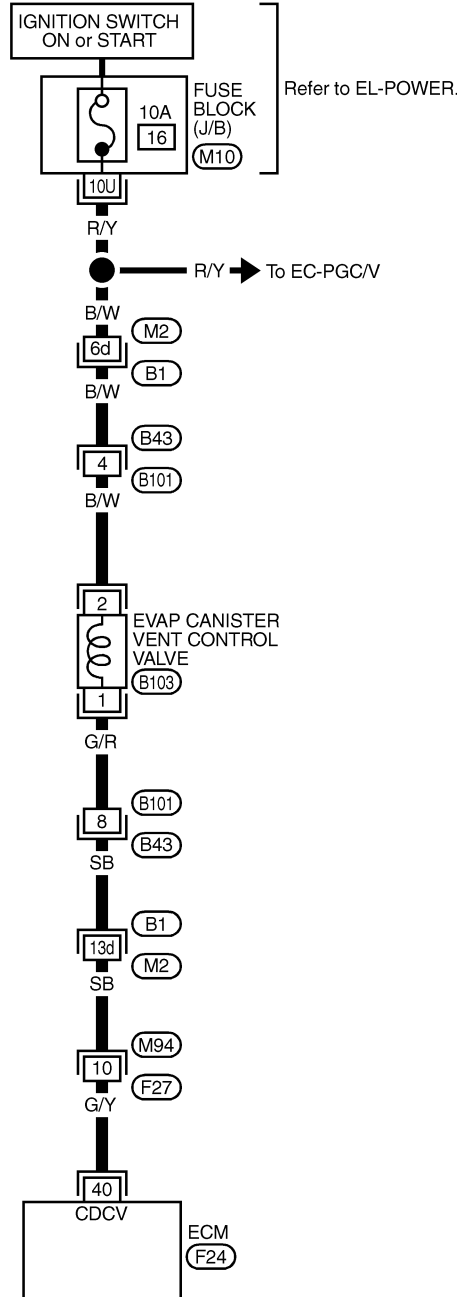 IGNITION SWITCH
ON or START
FUSE
BLOCK
(J/B)
M10
10A
16
Refer to EL-POWER.
10U
R/Y
R/Y
To EC-PGC/V
B/W
M2
6d
B1
B/W
B43
4
B101
B/W
2
EVAP CANISTER
VENT CONTROL
VALVE
B103
1
G/R
B101
8
B43
SB
B1
13d
M2
SB
M94
10
F27
G/Y
40
CDCV
ECM
F24